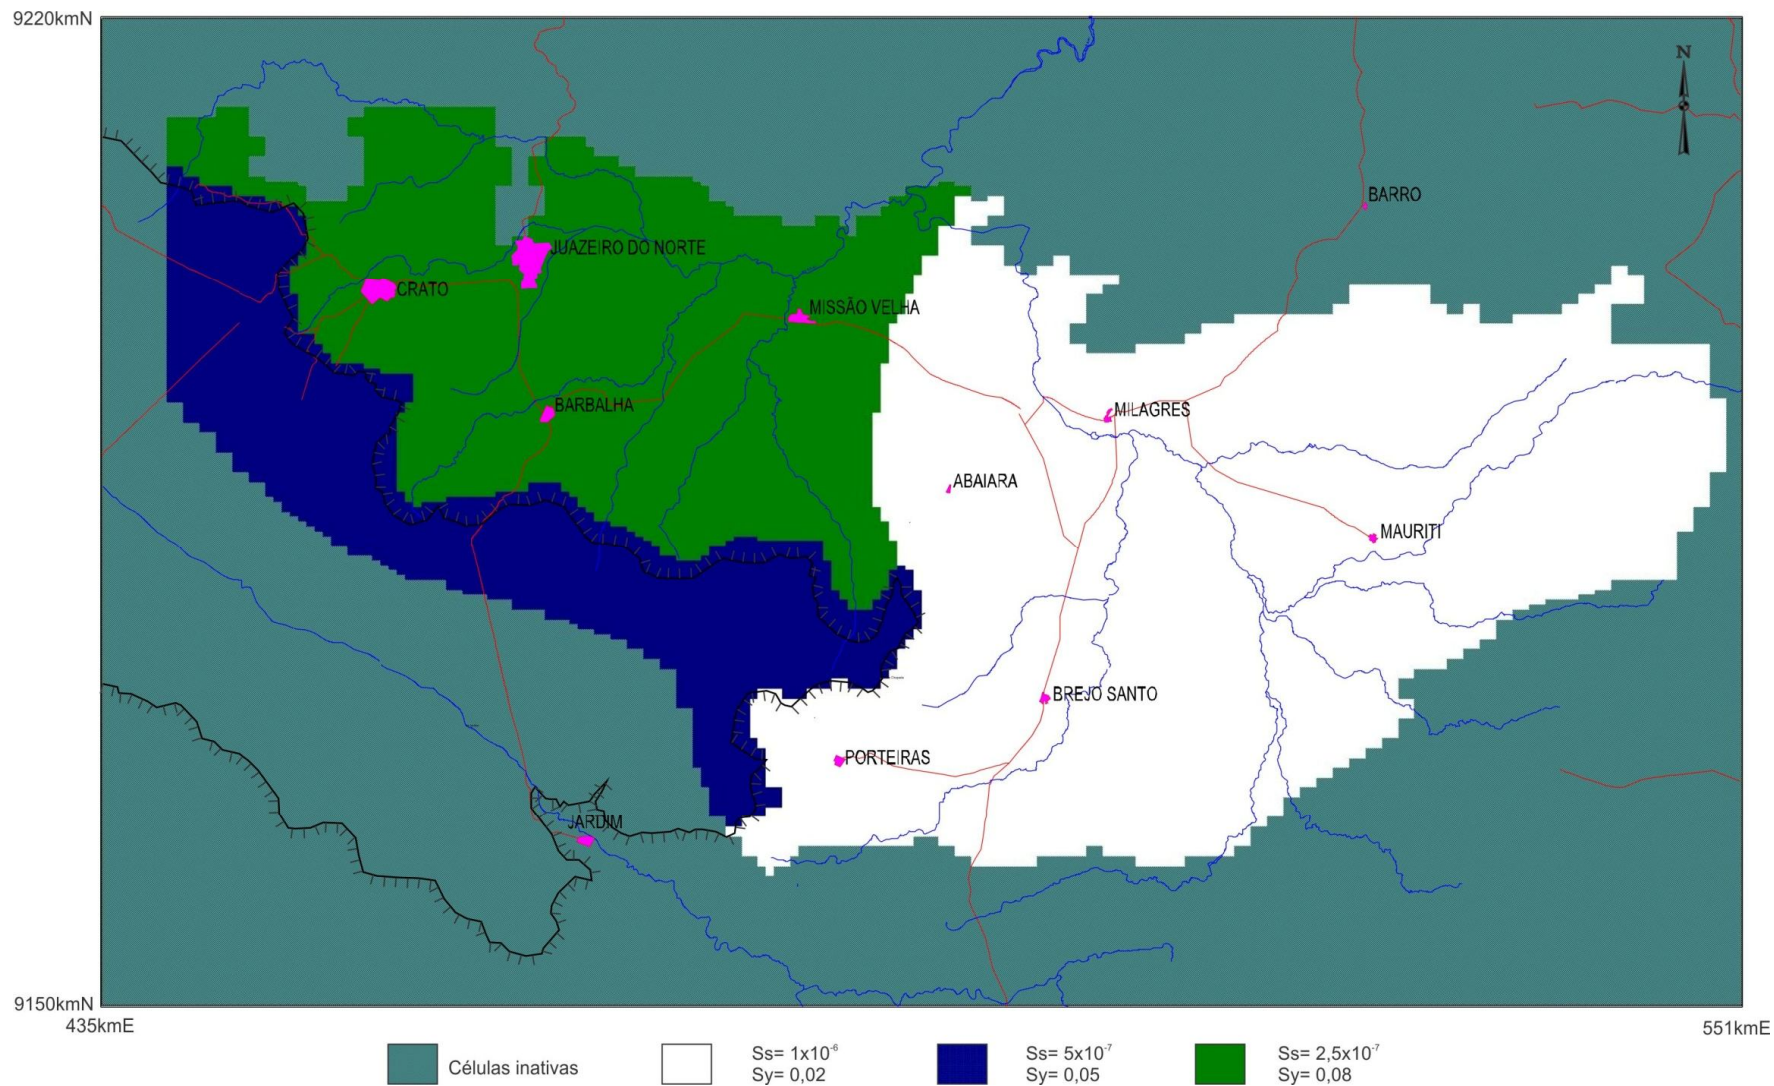 9220kmN
N
BARRO
JUAZEIRO DO NORTE
CRATO
MISSÃO VELHA
BARBALHA
MILAGRES
ABAIARA
MAURITI
BREJO SANTO
PORTEIRAS
JARDIM
9150kmN
435kmE
551kmE
Células inativas
Ss= 1x10⁻⁶
Sy= 0,02
Ss= 5x10⁻⁷
Sy= 0,05
Ss= 2,5x10⁻⁷
Sy= 0,08